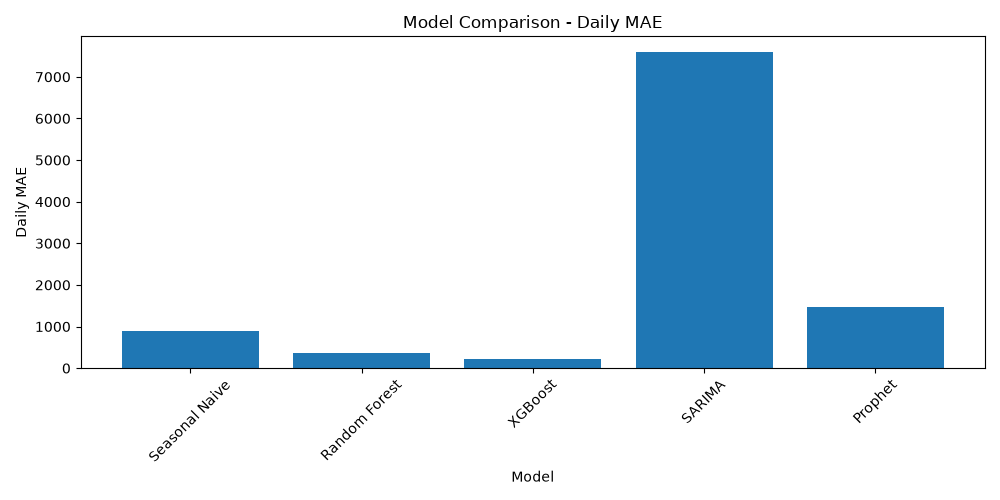 Model Comparison - Daily MAE
Daily MAE
7000
6000
5000
4000
3000
2000
1000
0
Seasonal Naive
Random Forest
XGBoost
SARIMA
Prophet
Model